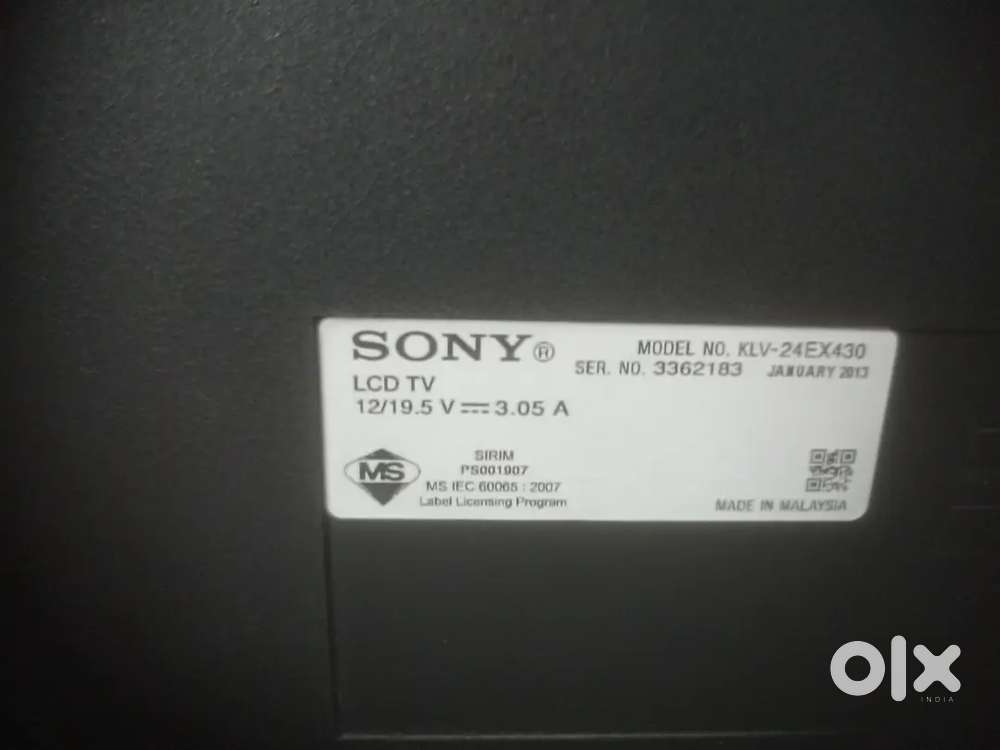 SONY®
MODEL NO. KLV-24EX430
SER. NO. 3362183 JANUARY 2013
LCD TV
12/19.5 V ⎓ 3.05 A
MS
SIRIM
PS001907
MS IEC 60065 : 2007
Label Licensing Program
MADE IN MALAYSIA
olx
INDIA